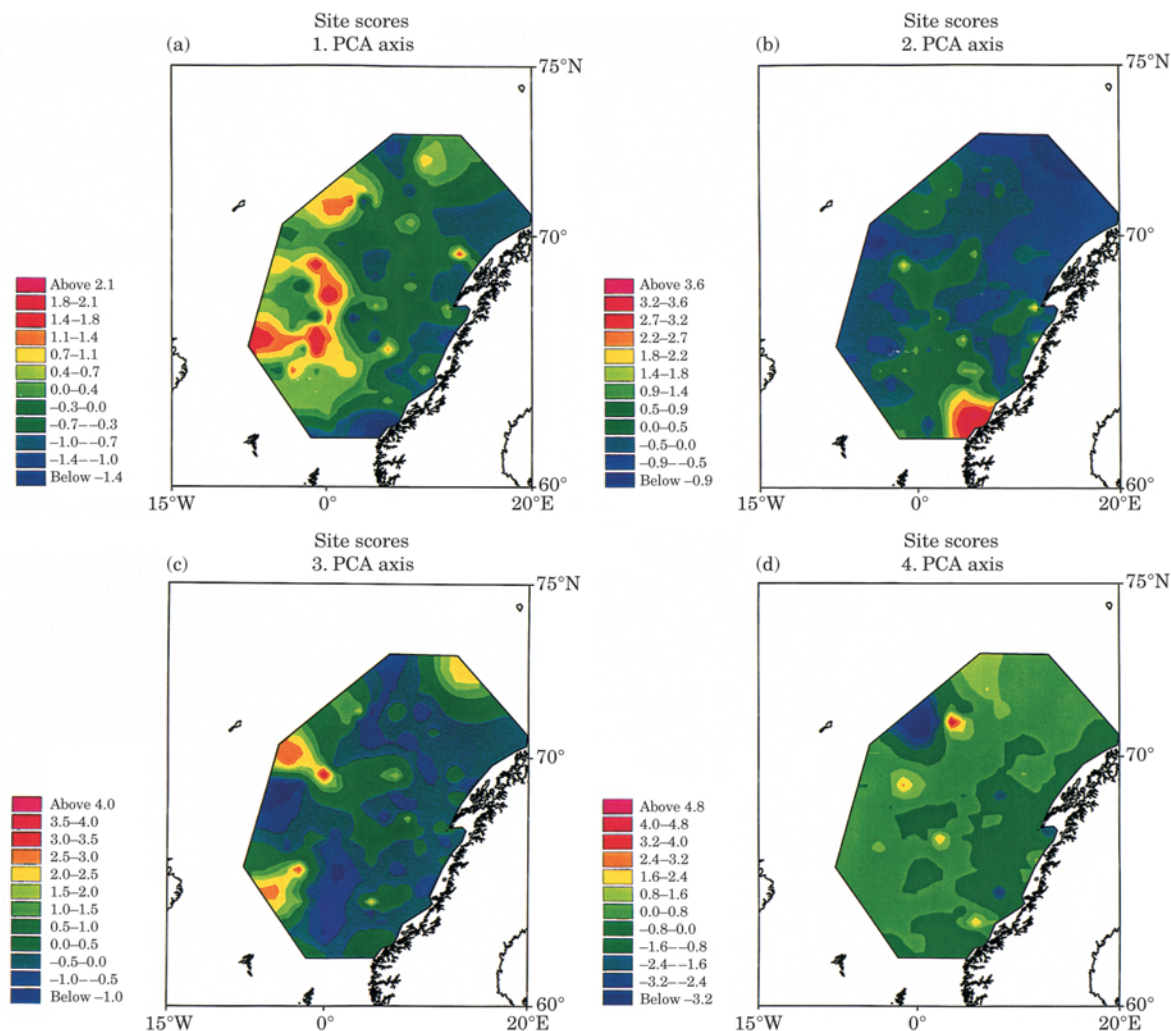 Site scores
1. PCA axis
(a)
75°N
70°
60°
15°W
0°
20°E
Above 2.1
1.8–2.1
1.4–1.8
1.1–1.4
0.7–1.1
0.4–0.7
0.0–0.4
–0.3–0.0
–0.7––0.3
–1.0––0.7
–1.4––1.0
Below –1.4
Site scores
2. PCA axis
(b)
75°N
70°
60°
15°W
0°
20°E
Above 3.6
3.2–3.6
2.7–3.2
2.2–2.7
1.8–2.2
1.4–1.8
0.9–1.4
0.5–0.9
0.0–0.5
–0.5–0.0
–0.9––0.5
Below –0.9
Site scores
3. PCA axis
(c)
75°N
70°
60°
15°W
0°
20°E
Above 4.0
3.5–4.0
3.0–3.5
2.5–3.0
2.0–2.5
1.5–2.0
1.0–1.5
0.5–1.0
0.0–0.5
–0.5–0.0
–1.0––0.5
Below –1.0
Site scores
4. PCA axis
(d)
75°N
70°
60°
15°W
0°
20°E
Above 4.8
4.0–4.8
3.2–4.0
2.4–3.2
1.6–2.4
0.8–1.6
0.0–0.8
–0.8–0.0
–1.6––0.8
–2.4––1.6
–3.2––2.4
Below –3.2